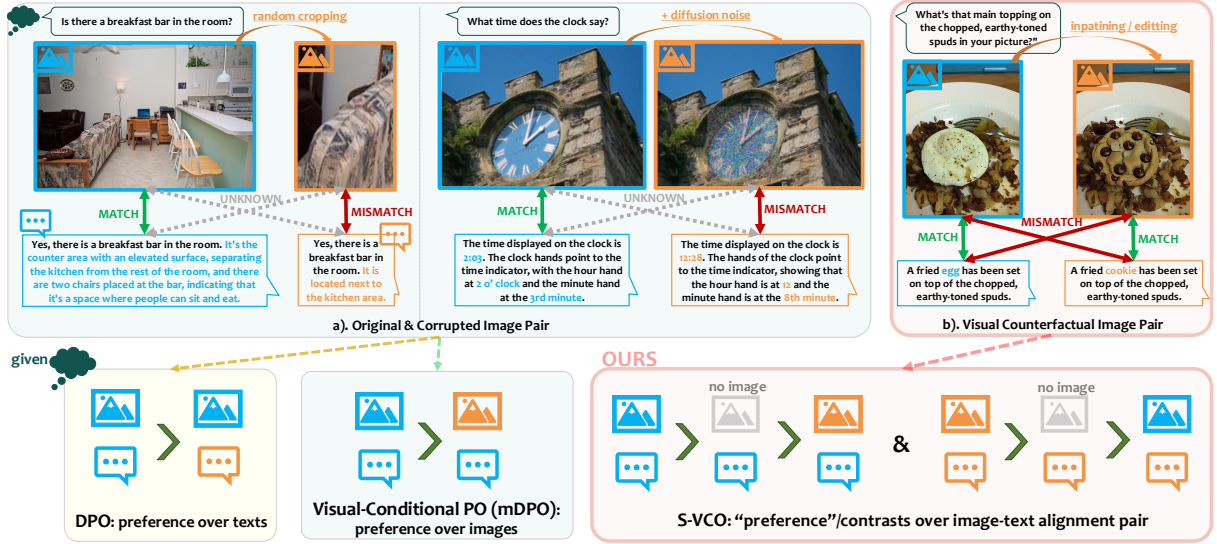 Is there a breakfast bar in the room?
random cropping
What time does the clock say?
+ diffusion noise
What's that main topping on
the chopped, earthy-toned
spuds in your picture?"
inpatining / editting
MATCH
UNKNOWN
MISMATCH
MATCH
UNKNOWN
MISMATCH
MATCH
MISMATCH
MATCH
Yes, there is a breakfast bar in the room. It's the
counter area with an elevated surface, separating
the kitchen from the rest of the room, and there
are two chairs placed at the bar, indicating that
it's a space where people can sit and eat.
Yes, there is a
breakfast bar in
the room. It is
located next to
the kitchen area.
The time displayed on the clock is
2:03. The clock hands point to the
time indicator, with the hour hand
at 2 o' clock and the minute hand
at the 3rd minute.
The time displayed on the clock is
12:28. The hands of the clock point
to the time indicator, showing that
the hour hand is at 12 and the
minute hand is at the 8th minute.
A fried egg has been set
on top of the chopped,
earthy-toned spuds.
A fried cookie has been set
on top of the chopped,
earthy-toned spuds.
a). Original & Corrupted Image Pair
b). Visual Counterfactual Image Pair
given
OURS
no image
no image
&
DPO: preference over texts
Visual-Conditional PO (mDPO):
preference over images
S-VCO: "preference"/contrasts over image-text alignment pair